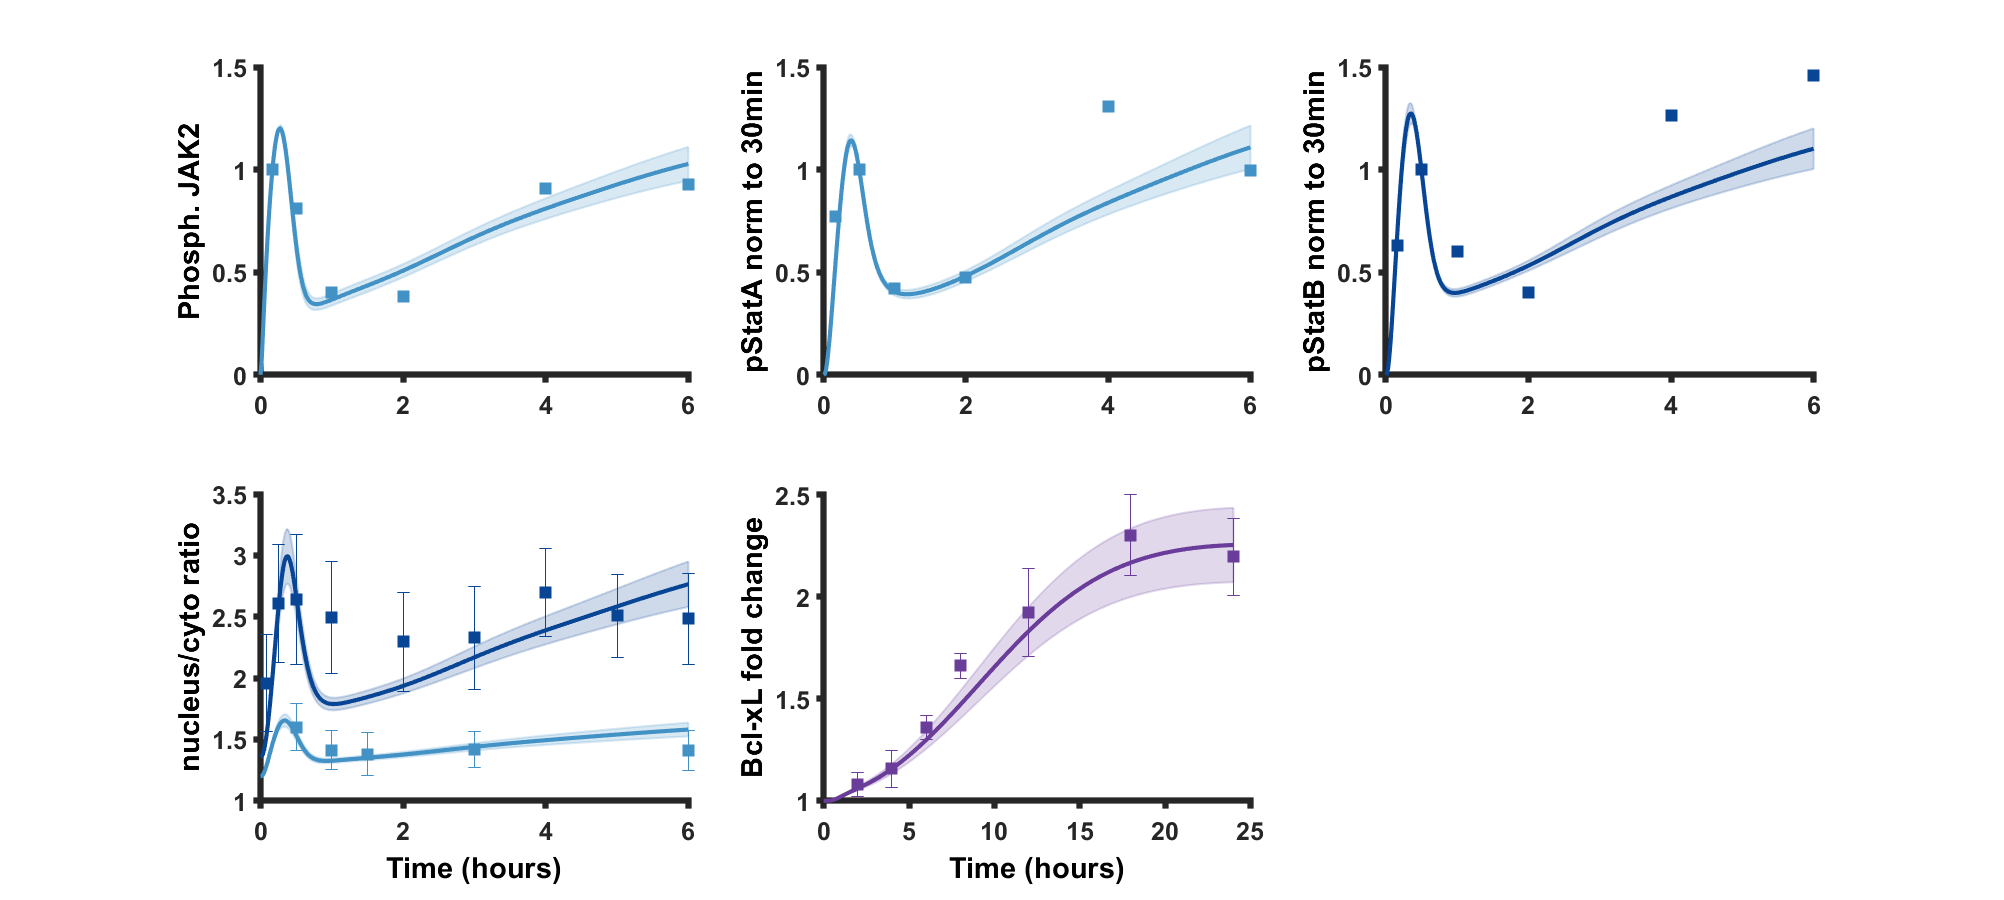 Phosph. JAK2
1.5
1
0.5
0
0 2 4 6
pStatA norm to 30min
1.5
1
0.5
0
0 2 4 6
pStatB norm to 30min
1.5
1
0.5
0
0 2 4 6
nucleus/cyto ratio
3.5
3
2.5
2
1.5
1
0 2 4 6
Time (hours)
Bcl-xL fold change
2.5
2
1.5
1
0 5 10 15 20 25
Time (hours)